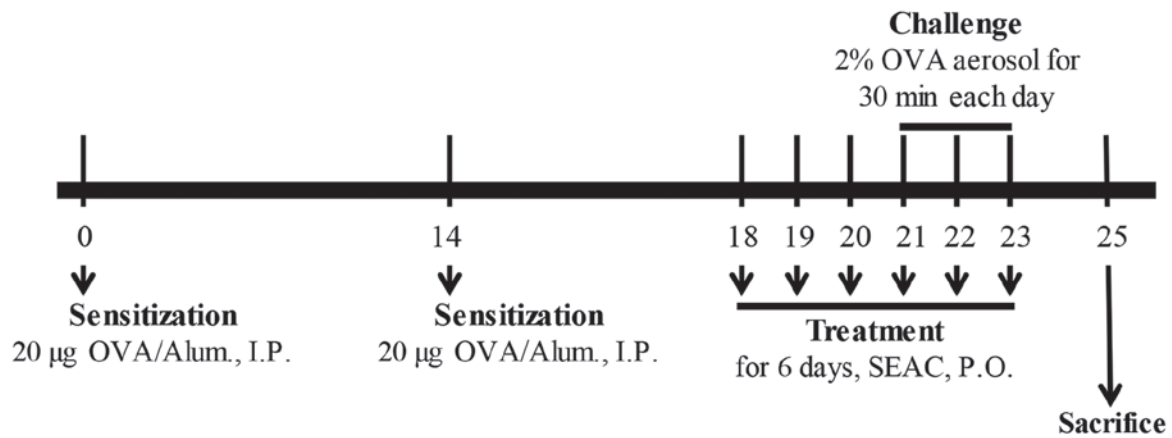 Challenge
2% OVA aerosol for
30 min each day
0 14 18 19 20 21 22 23 25
Sensitization
20 μg OVA/Alum., I.P.
Sensitization
20 μg OVA/Alum., I.P.
Treatment
for 6 days, SEAC, P.O.
Sacrifice